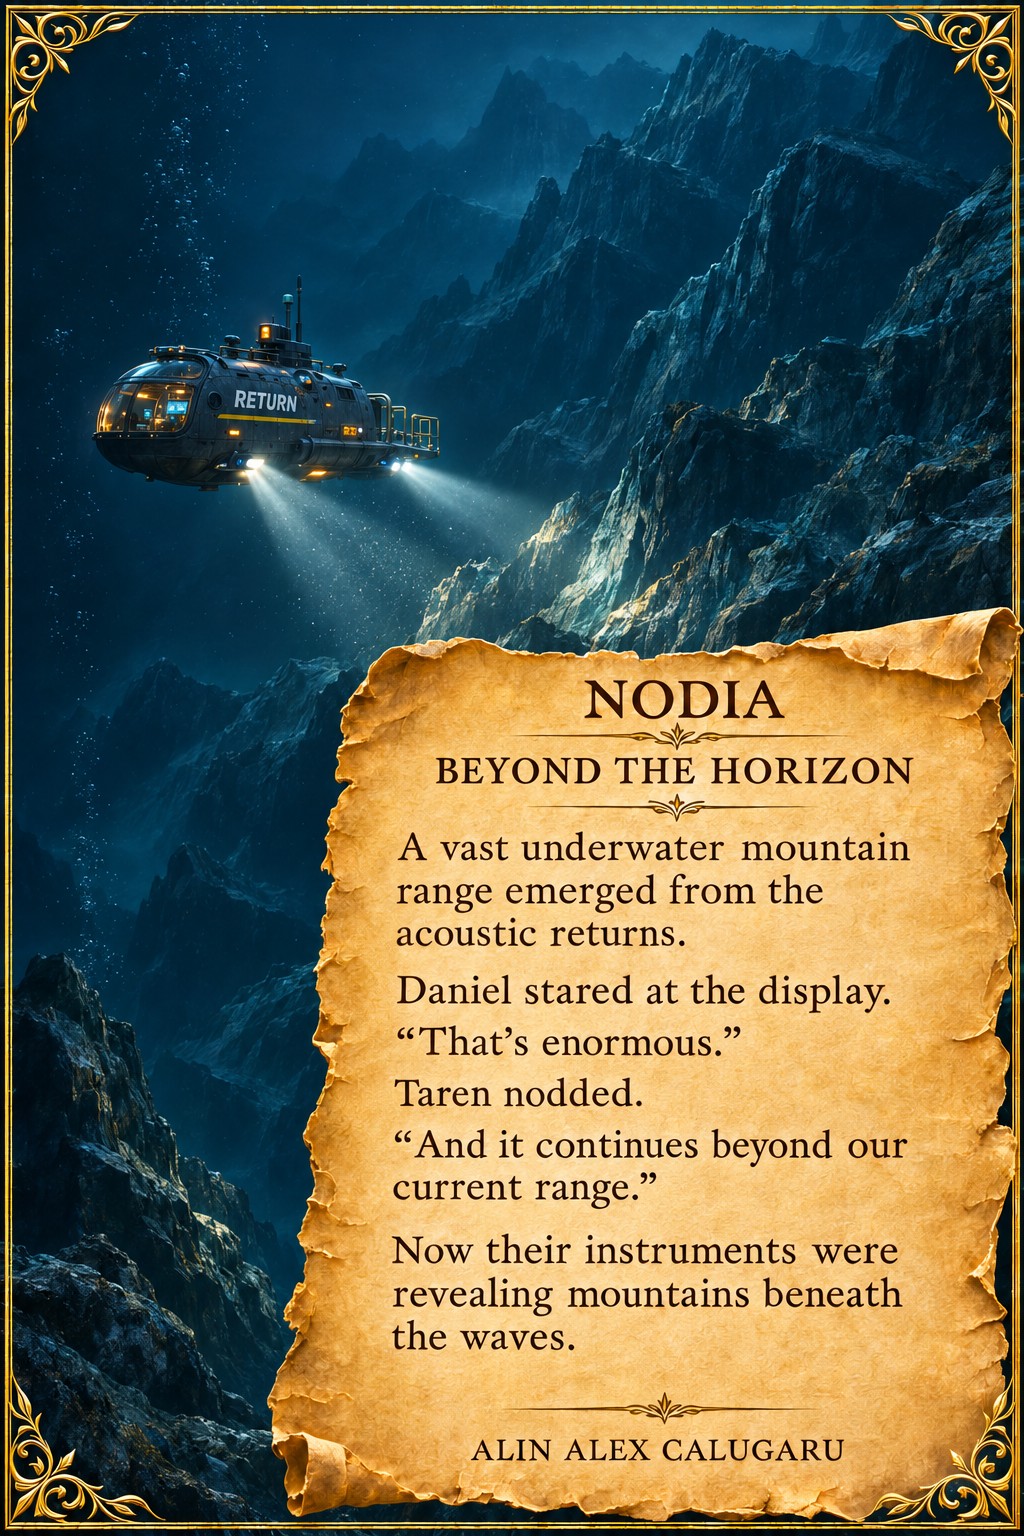 RETURN
NODIA
BEYOND THE HORIZON
A vast underwater mountain
range emerged from the
acoustic returns.
Daniel stared at the display.
“That’s enormous.”
Taren nodded.
“And it continues beyond our
current range.”
Now their instruments were
revealing mountains beneath
the waves.
ALIN ALEX CALUGARU